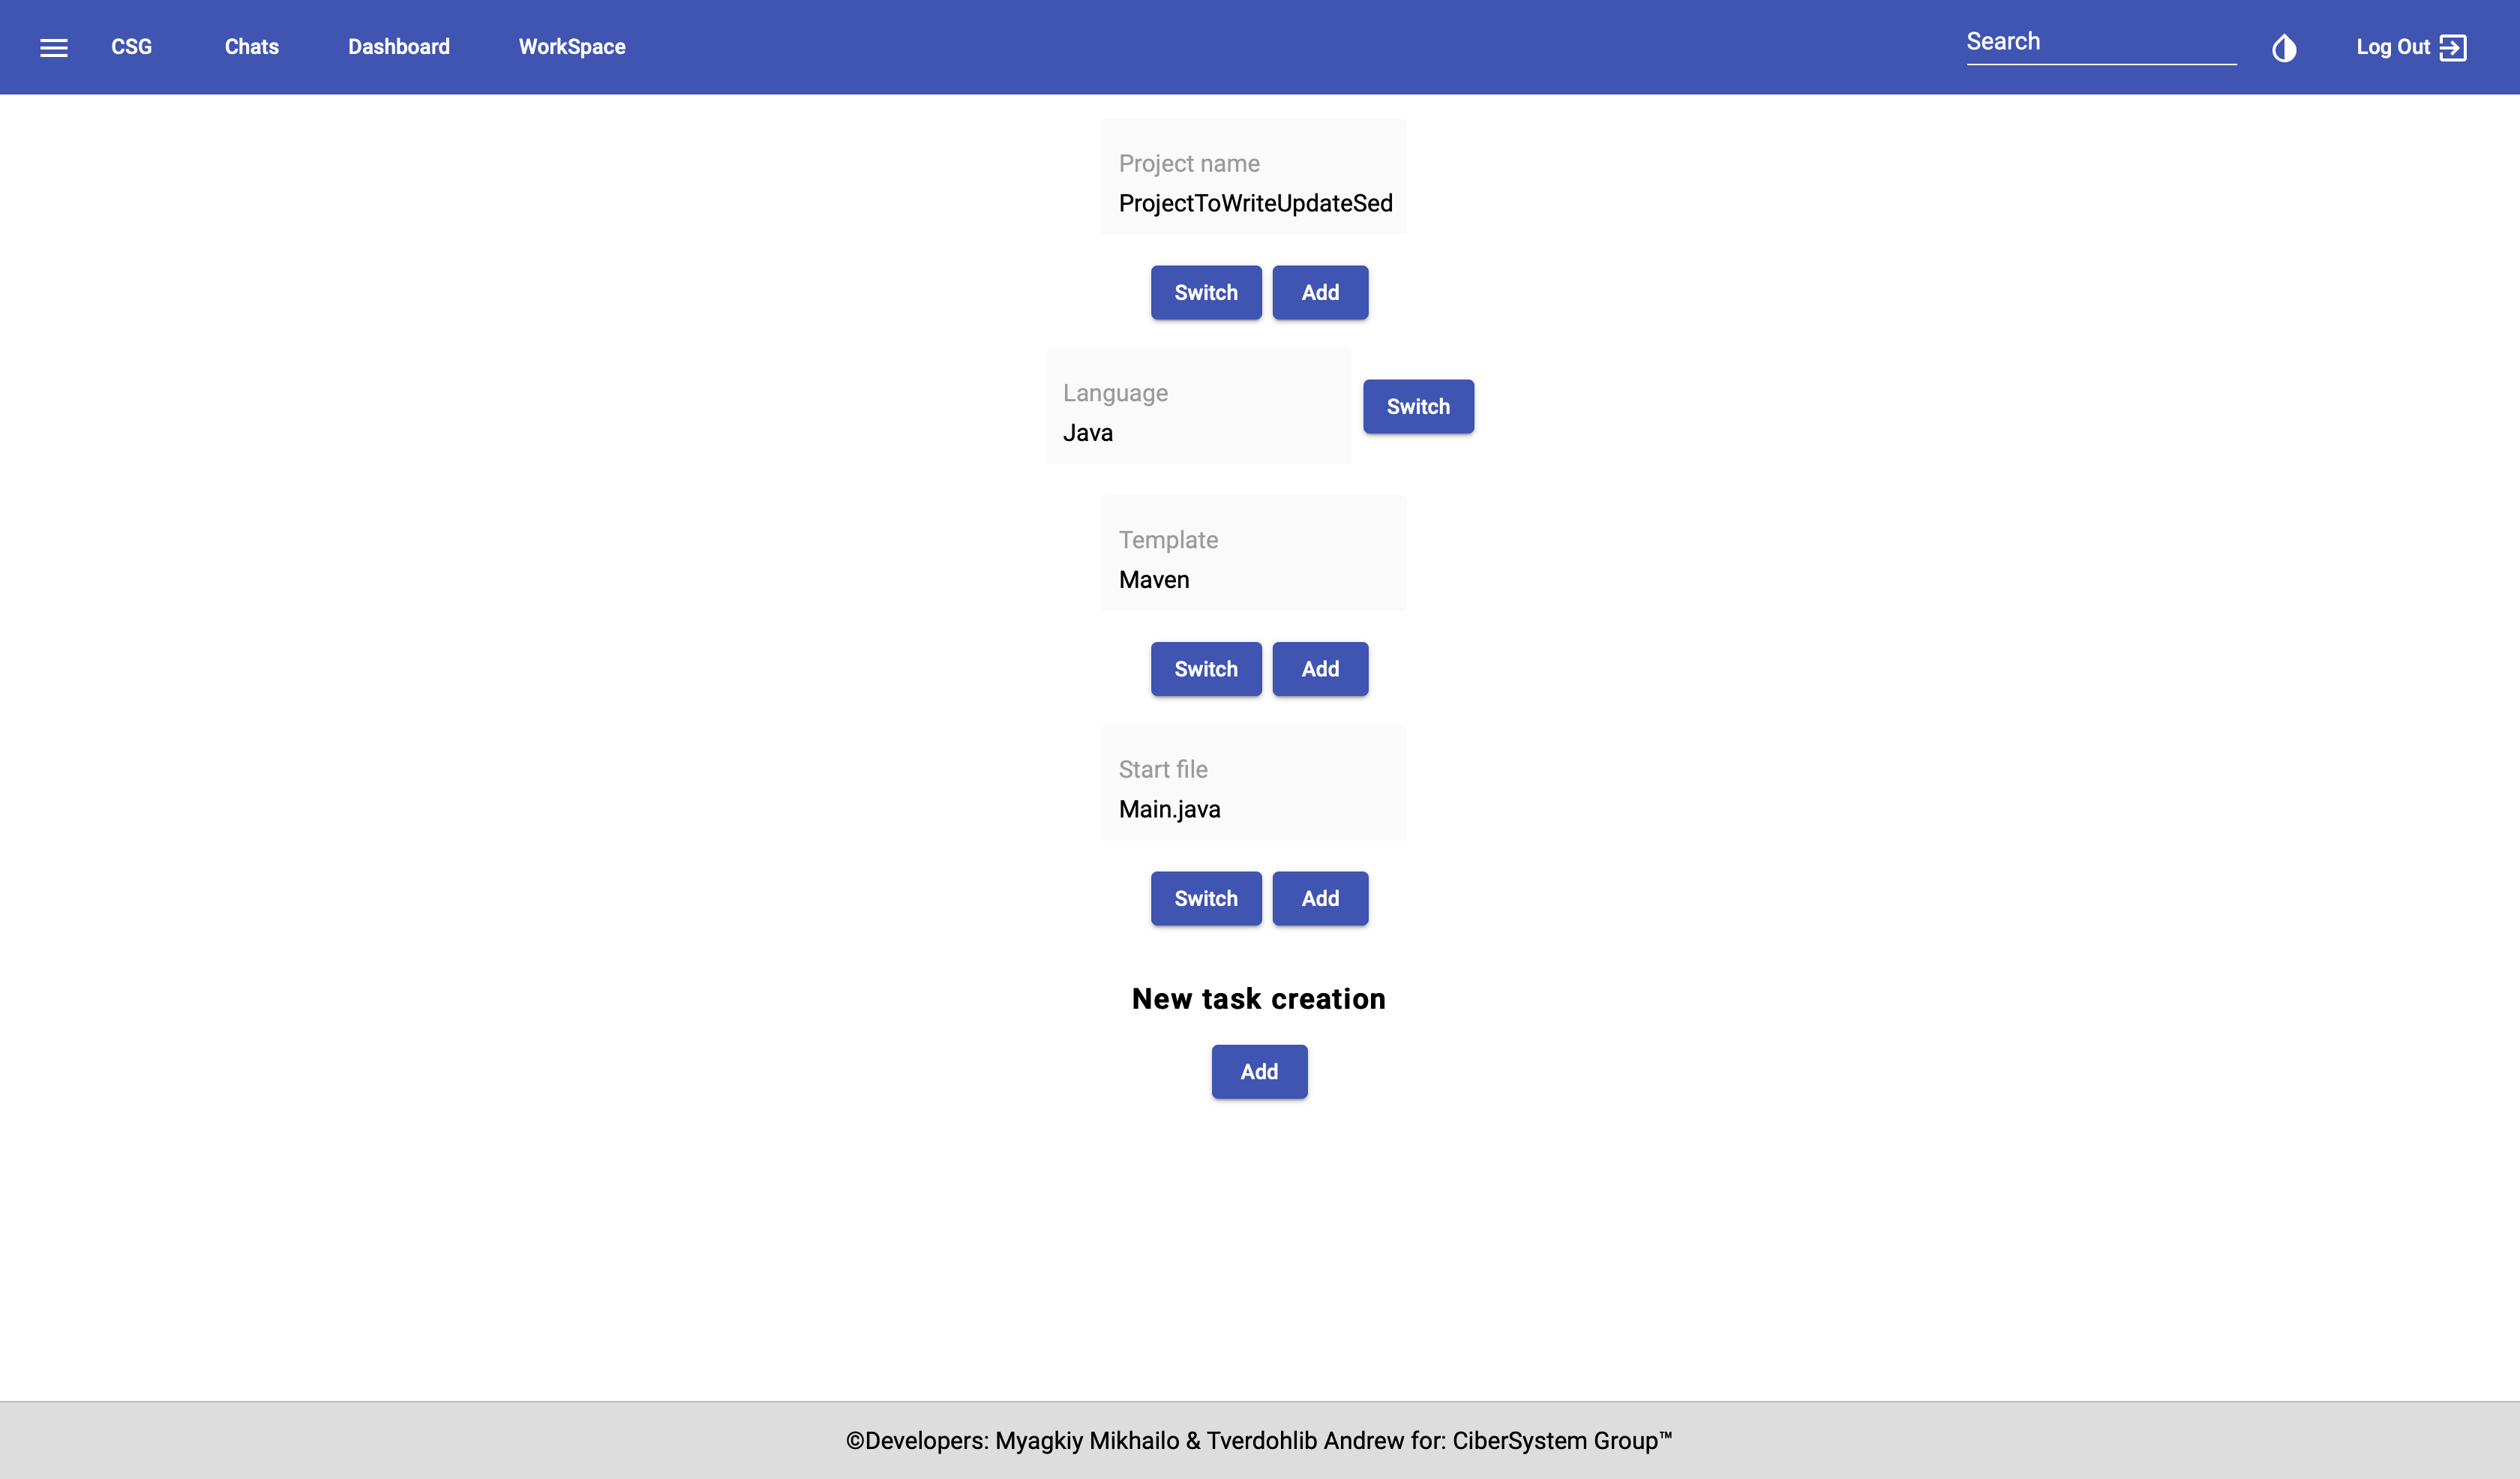 CSG Chats Dashboard WorkSpace Search Log Out
Project name
ProjectToWriteUpdateSed
Switch Add
Language
Java
Switch
Template
Maven
Switch Add
Start file
Main.java
Switch Add
New task creation
Add
©Developers: Myagkiy Mikhailo & Tverdohlib Andrew for: CiberSystem Group™